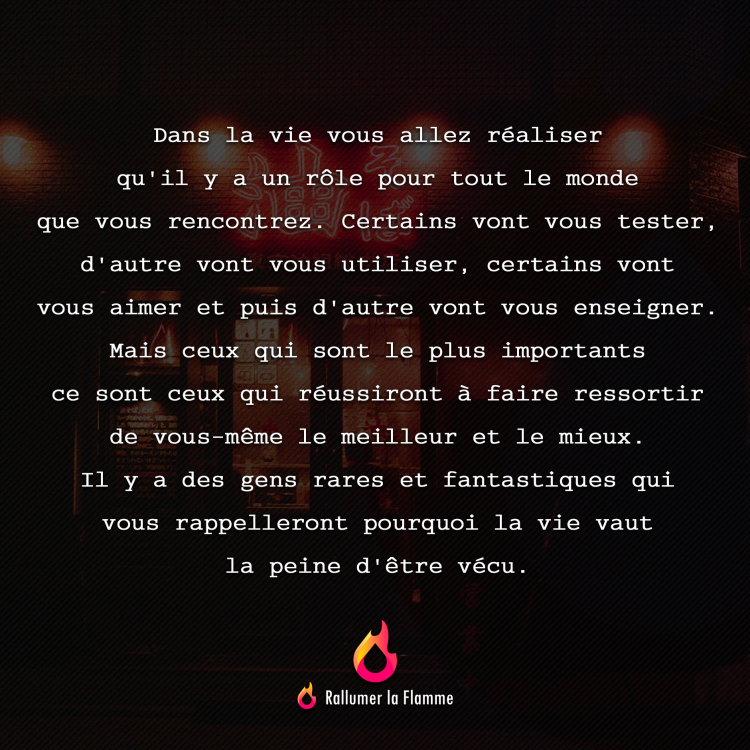 Dans la vie vous allez réaliser
qu'il y a un rôle pour tout le monde
que vous rencontrez. Certains vont vous tester,
d'autre vont vous utiliser, certains vont
vous aimer et puis d'autre vont vous enseigner.
Mais ceux qui sont le plus importants
ce sont ceux qui réussiront à faire ressortir
de vous-même le meilleur et le mieux.
Il y a des gens rares et fantastiques qui
vous rappelleront pourquoi la vie vaut
la peine d'être vécu.
Rallumer la Flamme